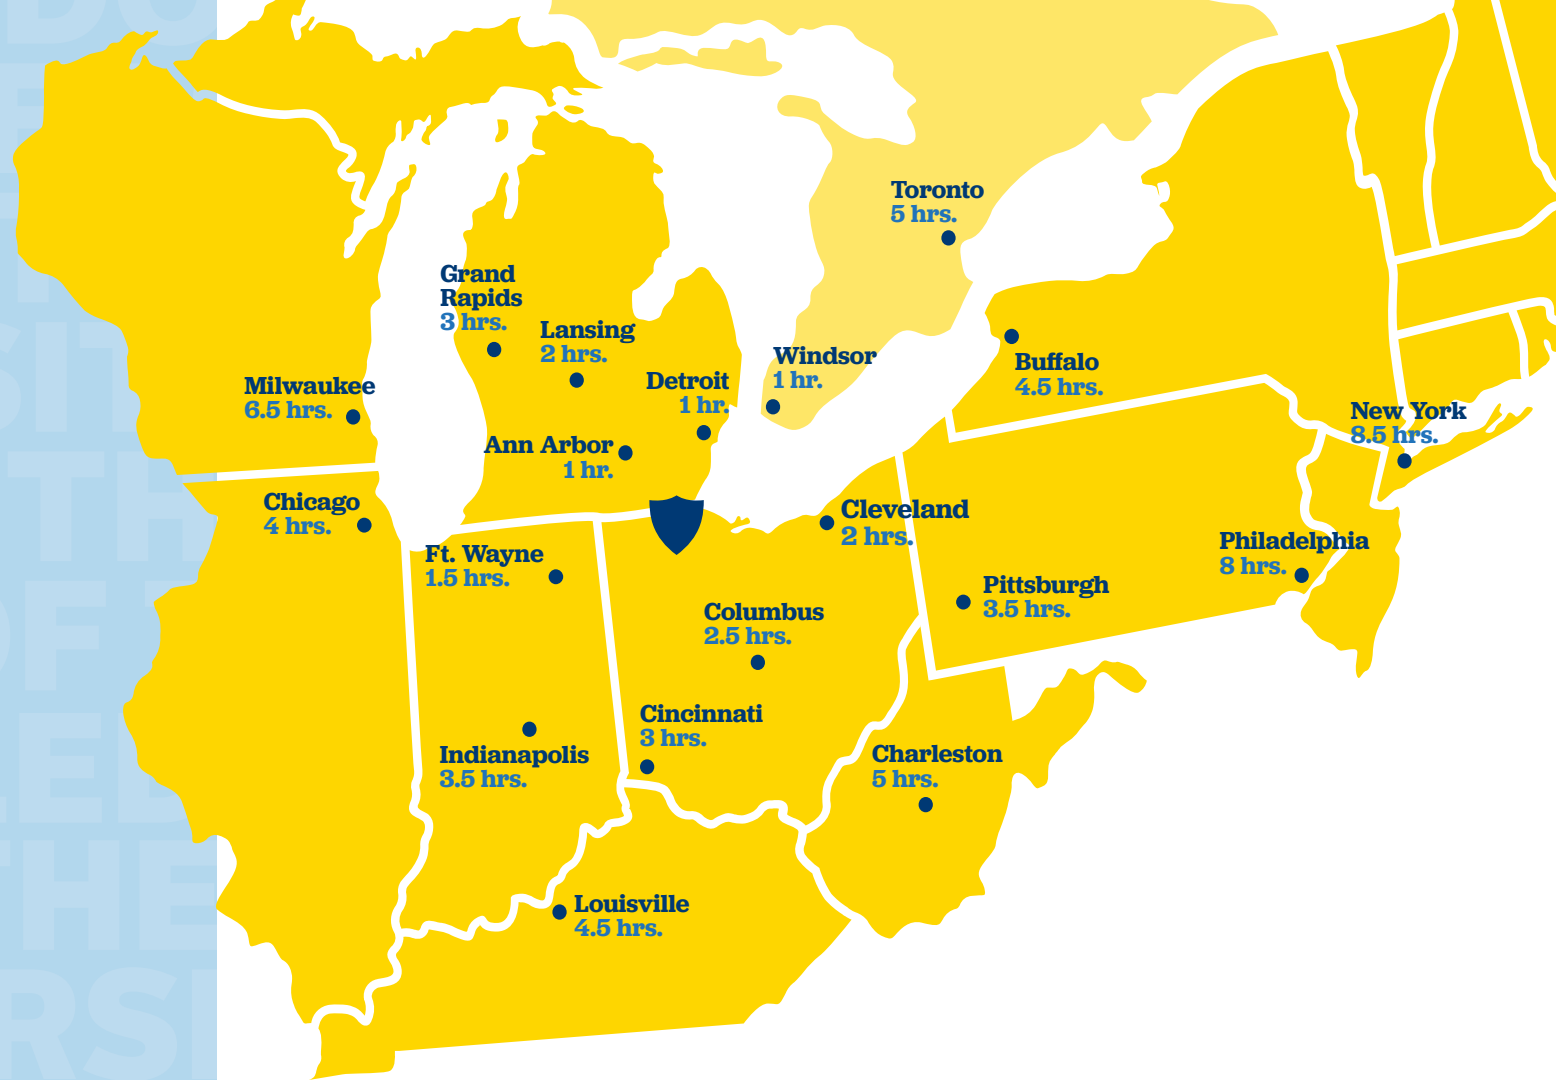 Toronto
5 hrs.
Grand
Rapids
3 hrs.
Lansing
2 hrs.
Windsor
1 hr.
Buffalo
4.5 hrs.
Milwaukee
6.5 hrs.
Detroit
1 hr.
New York
8.5 hrs.
Ann Arbor
1 hr.
Chicago
4 hrs.
Cleveland
2 hrs.
Ft. Wayne
1.5 hrs.
Philadelphia
8 hrs.
Pittsburgh
3.5 hrs.
Columbus
2.5 hrs.
Cincinnati
3 hrs.
Indianapolis
3.5 hrs.
Charleston
5 hrs.
Louisville
4.5 hrs.